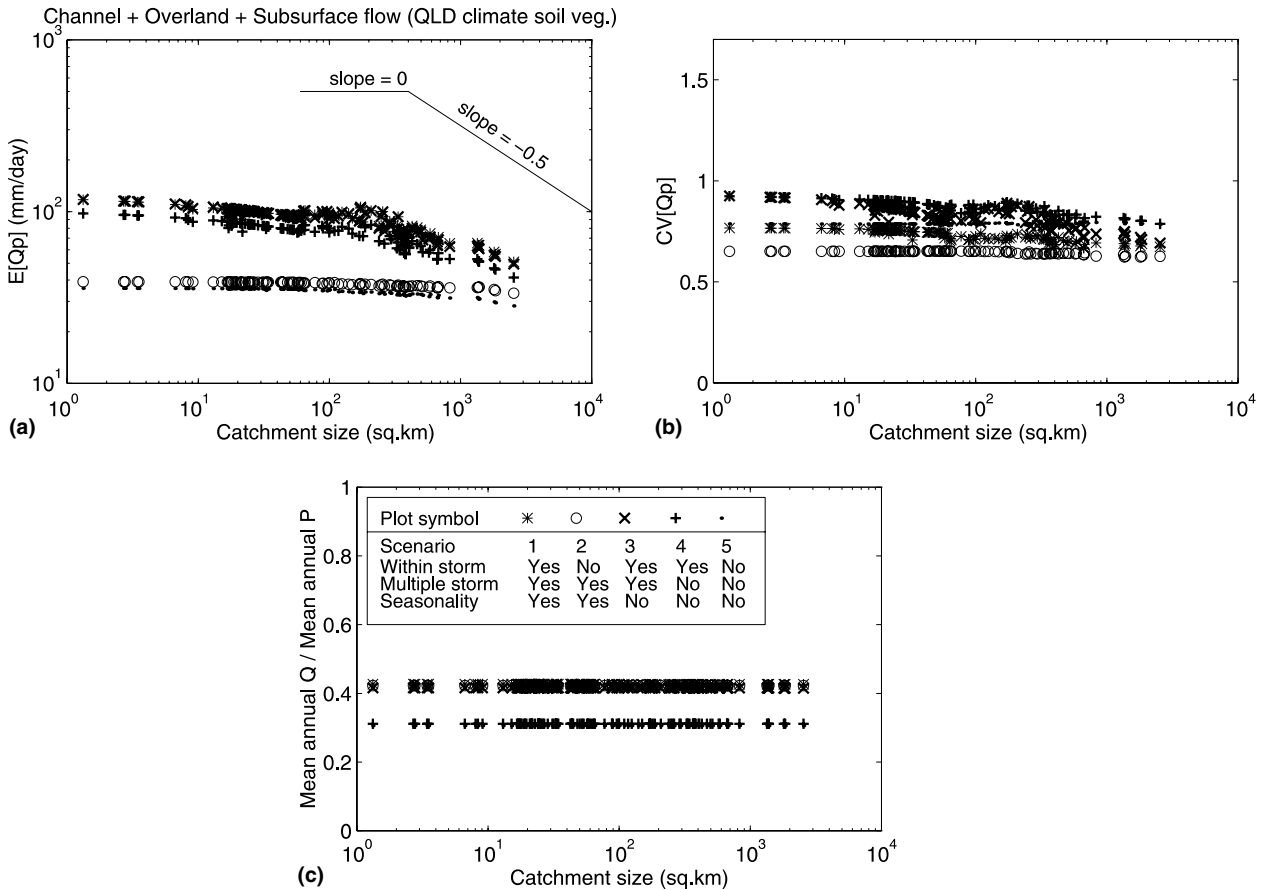 Channel + Overland + Subsurface flow (QLD climate soil veg.)
10^3
10^2
10^1
E[Qp] (mm/day)
slope = 0
slope = −0.5
10^0 10^1 10^2 10^3 10^4
Catchment size (sq.km)
(a)
1.5
1
0.5
0
CV[Qp]
10^0 10^1 10^2 10^3 10^4
Catchment size (sq.km)
(b)
1
0.8
0.6
0.4
0.2
0
Mean annual Q / Mean annual P
Plot symbol
Scenario 1 2 3 4 5
Within storm Yes No Yes Yes No
Multiple storm Yes Yes Yes No No
Seasonality Yes Yes No No No
10^0 10^1 10^2 10^3 10^4
Catchment size (sq.km)
(c)